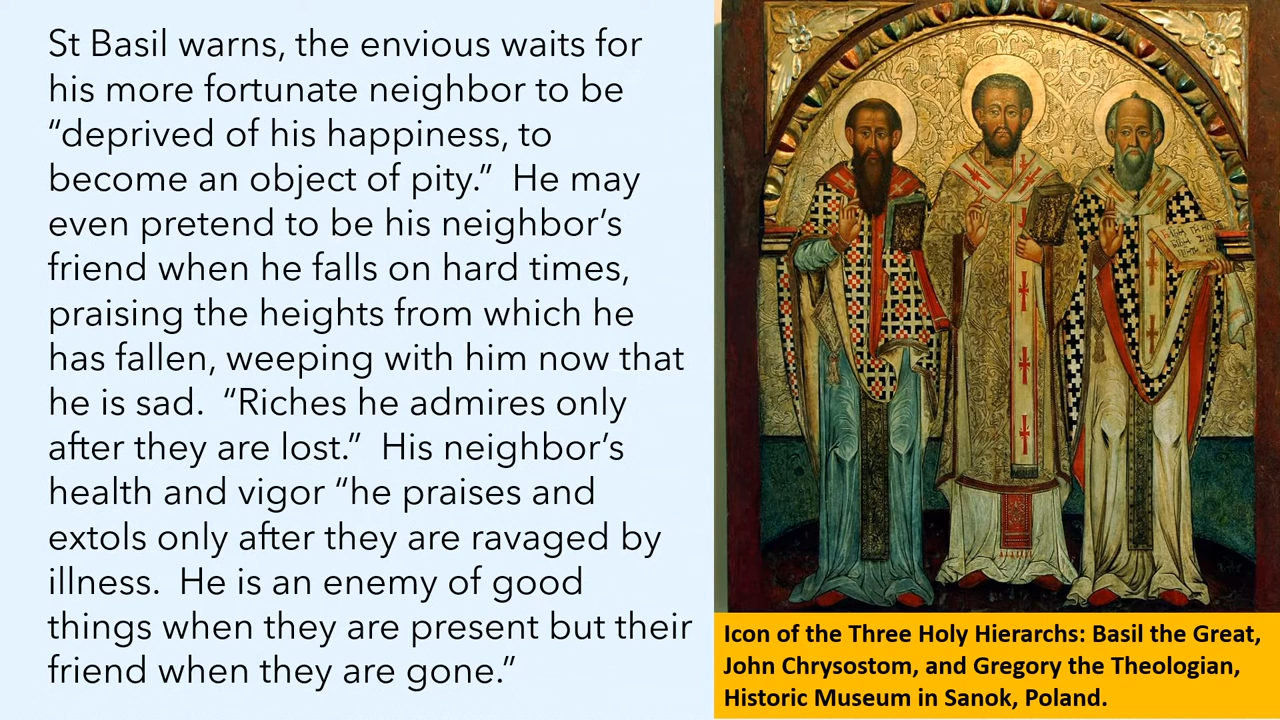 St Basil warns, the envious waits for
his more fortunate neighbor to be
“deprived of his happiness, to
become an object of pity.”  He may
even pretend to be his neighbor’s
friend when he falls on hard times,
praising the heights from which he
has fallen, weeping with him now that
he is sad.  “Riches he admires only
after they are lost.”  His neighbor’s
health and vigor “he praises and
extols only after they are ravaged by
illness.  He is an enemy of good
things when they are present but their
friend when they are gone.”
Icon of the Three Holy Hierarchs: Basil the Great,
John Chrysostom, and Gregory the Theologian,
Historic Museum in Sanok, Poland.